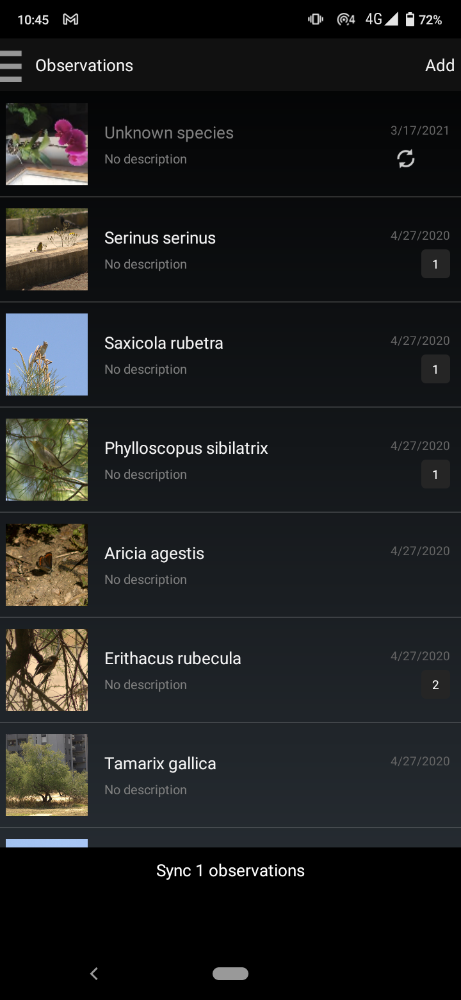 10:45 4 4G 72%
Observations Add
Unknown species 3/17/2021
No description
Serinus serinus 4/27/2020
No description 1
Saxicola rubetra 4/27/2020
No description 1
Phylloscopus sibilatrix 4/27/2020
No description 1
Aricia agestis 4/27/2020
No description
Erithacus rubecula 4/27/2020
No description 2
Tamarix gallica 4/27/2020
No description
Sync 1 observations